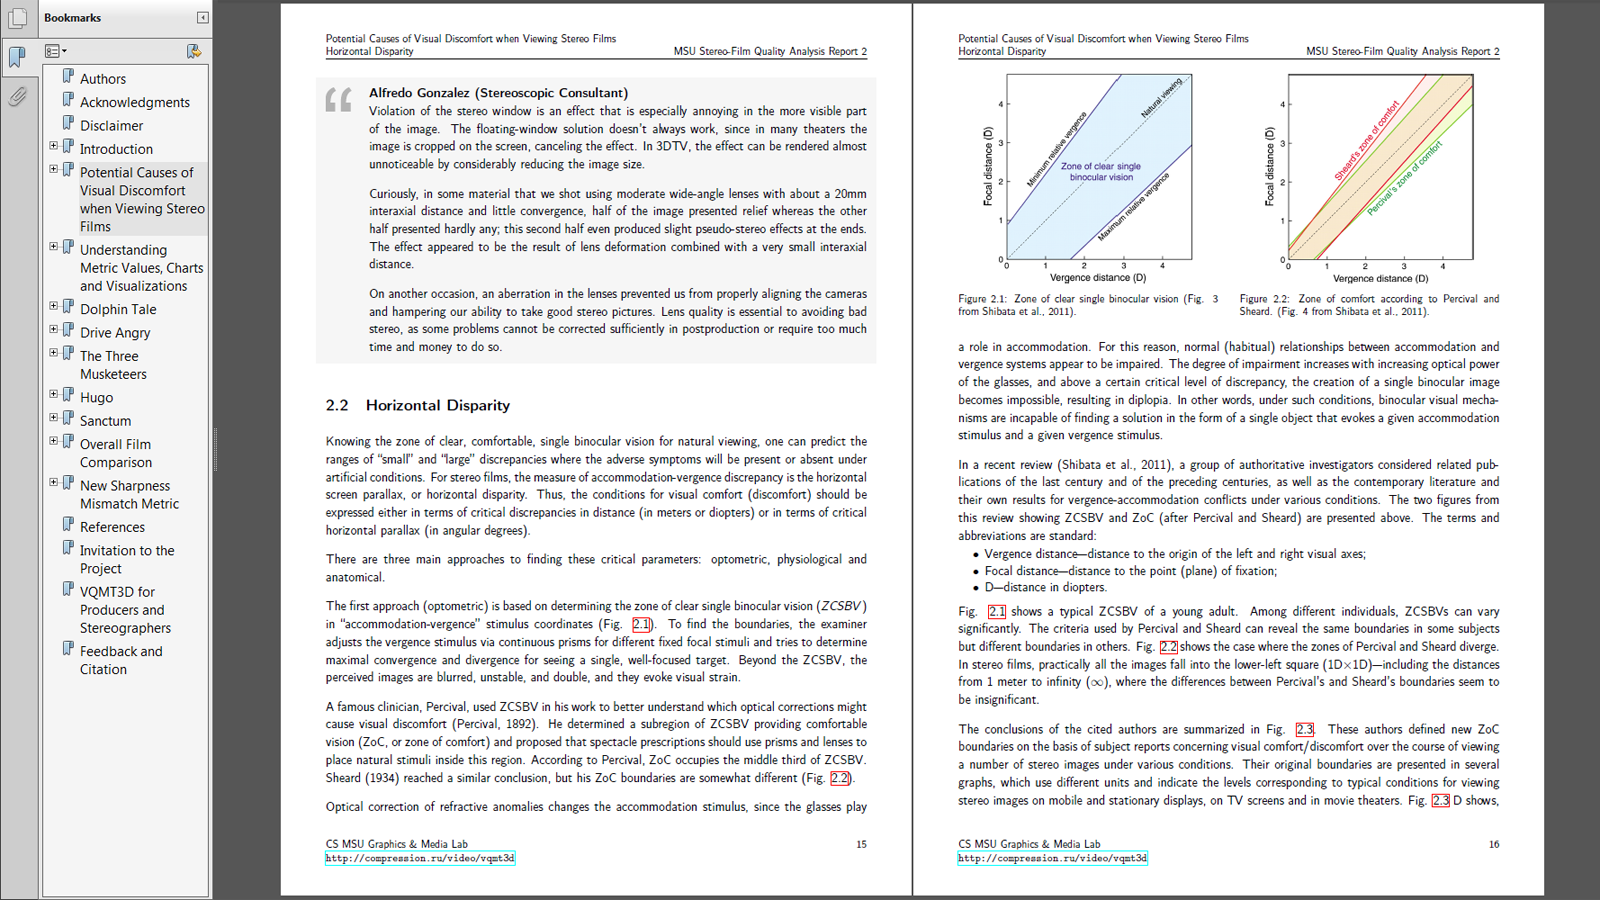 Bookmarks
Authors
Acknowledgments
Disclaimer
Introduction
Potential Causes of
Visual Discomfort
when Viewing Stereo
Films
Understanding
Metric Values, Charts
and Visualizations
Dolphin Tale
Drive Angry
The Three
Musketeers
Hugo
Sanctum
Overall Film
Comparison
New Sharpness
Mismatch Metric
References
Invitation to the
Project
VQMT3D for
Producers and
Stereographers
Feedback and
Citation
Potential Causes of Visual Discomfort when Viewing Stereo Films
Horizontal Disparity MSU Stereo-Film Quality Analysis Report 2
“ Alfredo Gonzalez (Stereoscopic Consultant)
Violation of the stereo window is an effect that is especially annoying in the more visible part
of the image. The floating-window solution doesn't always work, since in many theaters the
image is cropped on the screen, canceling the effect. In 3DTV, the effect can be rendered almost
unnoticeable by considerably reducing the image size.
Curiously, in some material that we shot using moderate wide-angle lenses with about a 20mm
interaxial distance and little convergence, half of the image presented relief whereas the other
half presented hardly any; this second half even produced slight pseudo-stereo effects at the ends.
The effect appeared to be the result of lens deformation combined with a very small interaxial
distance.
On another occasion, an aberration in the lenses prevented us from properly aligning the cameras
and hampering our ability to take good stereo pictures. Lens quality is essential to avoiding bad
stereo, as some problems cannot be corrected sufficiently in postproduction or require too much
time and money to do so.
2.2 Horizontal Disparity
Knowing the zone of clear, comfortable, single binocular vision for natural viewing, one can predict the
ranges of “small” and “large” discrepancies where the adverse symptoms will be present or absent under
artificial conditions. For stereo films, the measure of accommodation-vergence discrepancy is the horizontal
screen parallax, or horizontal disparity. Thus, the conditions for visual comfort (discomfort) should be
expressed either in terms of critical discrepancies in distance (in meters or diopters) or in terms of critical
horizontal parallax (in angular degrees).
There are three main approaches to finding these critical parameters: optometric, physiological and
anatomical.
The first approach (optometric) is based on determining the zone of clear single binocular vision (ZCSBV)
in “accommodation-vergence” stimulus coordinates (Fig. 2.1). To find the boundaries, the examiner
adjusts the vergence stimulus via continuous prisms for different fixed focal stimuli and tries to determine
maximal convergence and divergence for seeing a single, well-focused target. Beyond the ZCSBV, the
perceived images are blurred, unstable, and double, and they evoke visual strain.
A famous clinician, Percival, used ZCSBV in his work to better understand which optical corrections might
cause visual discomfort (Percival, 1892). He determined a subregion of ZCSBV providing comfortable
vision (ZoC, or zone of comfort) and proposed that spectacle prescriptions should use prisms and lenses to
place natural stimuli inside this region. According to Percival, ZoC occupies the middle third of ZCSBV.
Sheard (1934) reached a similar conclusion, but his ZoC boundaries are somewhat different (Fig. 2.2).
Optical correction of refractive anomalies changes the accommodation stimulus, since the glasses play
CS MSU Graphics & Media Lab 15
http://compression.ru/video/vqmt3d
Potential Causes of Visual Discomfort when Viewing Stereo Films
Horizontal Disparity MSU Stereo-Film Quality Analysis Report 2
Focal distance (D)
4
3
2
1
0
Minimum relative vergence
Natural viewing
Zone of clear single
binocular vision
Maximum relative vergence
0 1 2 3 4
Vergence distance (D)
Focal distance (D)
4
3
2
1
0
Sheard's zone of comfort
Percival's zone of comfort
0 1 2 3 4
Vergence distance (D)
Figure 2.1: Zone of clear single binocular vision (Fig. 3
from Shibata et al., 2011).
Figure 2.2: Zone of comfort according to Percival and
Sheard. (Fig. 4 from Shibata et al., 2011).
a role in accommodation. For this reason, normal (habitual) relationships between accommodation and
vergence systems appear to be impaired. The degree of impairment increases with increasing optical power
of the glasses, and above a certain critical level of discrepancy, the creation of a single binocular image
becomes impossible, resulting in diplopia. In other words, under such conditions, binocular visual mecha-
nisms are incapable of finding a solution in the form of a single object that evokes a given accommodation
stimulus and a given vergence stimulus.
In a recent review (Shibata et al., 2011), a group of authoritative investigators considered related pub-
lications of the last century and of the preceding centuries, as well as the contemporary literature and
their own results for vergence-accommodation conflicts under various conditions. The two figures from
this review showing ZCSBV and ZoC (after Percival and Sheard) are presented above. The terms and
abbreviations are standard:
• Vergence distance—distance to the origin of the left and right visual axes;
• Focal distance—distance to the point (plane) of fixation;
• D—distance in diopters.
Fig. 2.1 shows a typical ZCSBV of a young adult. Among different individuals, ZCSBVs can vary
significantly. The criteria used by Percival and Sheard can reveal the same boundaries in some subjects
but different boundaries in others. Fig. 2.2 shows the case where the zones of Percival and Sheard diverge.
In stereo films, practically all the images fall into the lower-left square (1D×1D)—including the distances
from 1 meter to infinity (∞), where the differences between Percival's and Sheard's boundaries seem to
be insignificant.
The conclusions of the cited authors are summarized in Fig. 2.3. These authors defined new ZoC
boundaries on the basis of subject reports concerning visual comfort/discomfort over the course of viewing
a number of stereo images under various conditions. Their original boundaries are presented in several
graphs, which use different units and indicate the levels corresponding to typical conditions for viewing
stereo images on mobile and stationary displays, on TV screens and in movie theaters. Fig. 2.3 D shows,
CS MSU Graphics & Media Lab 16
http://compression.ru/video/vqmt3d